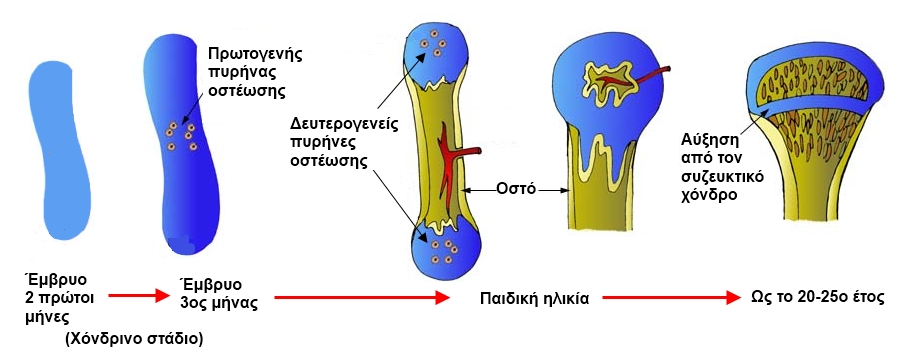 Πρωτογενής
πυρήνας
οστέωσης
Δευτερογενείς
πυρήνες
οστέωσης
Οστό
Αύξηση
από τον
συζευκτικό
χόνδρο
Έμβρυο
2 πρώτοι
μήνες
Έμβρυο
3ος μήνας
Παιδική ηλικία
Ως το 20-25ο έτος
(Χόνδρινο στάδιο)